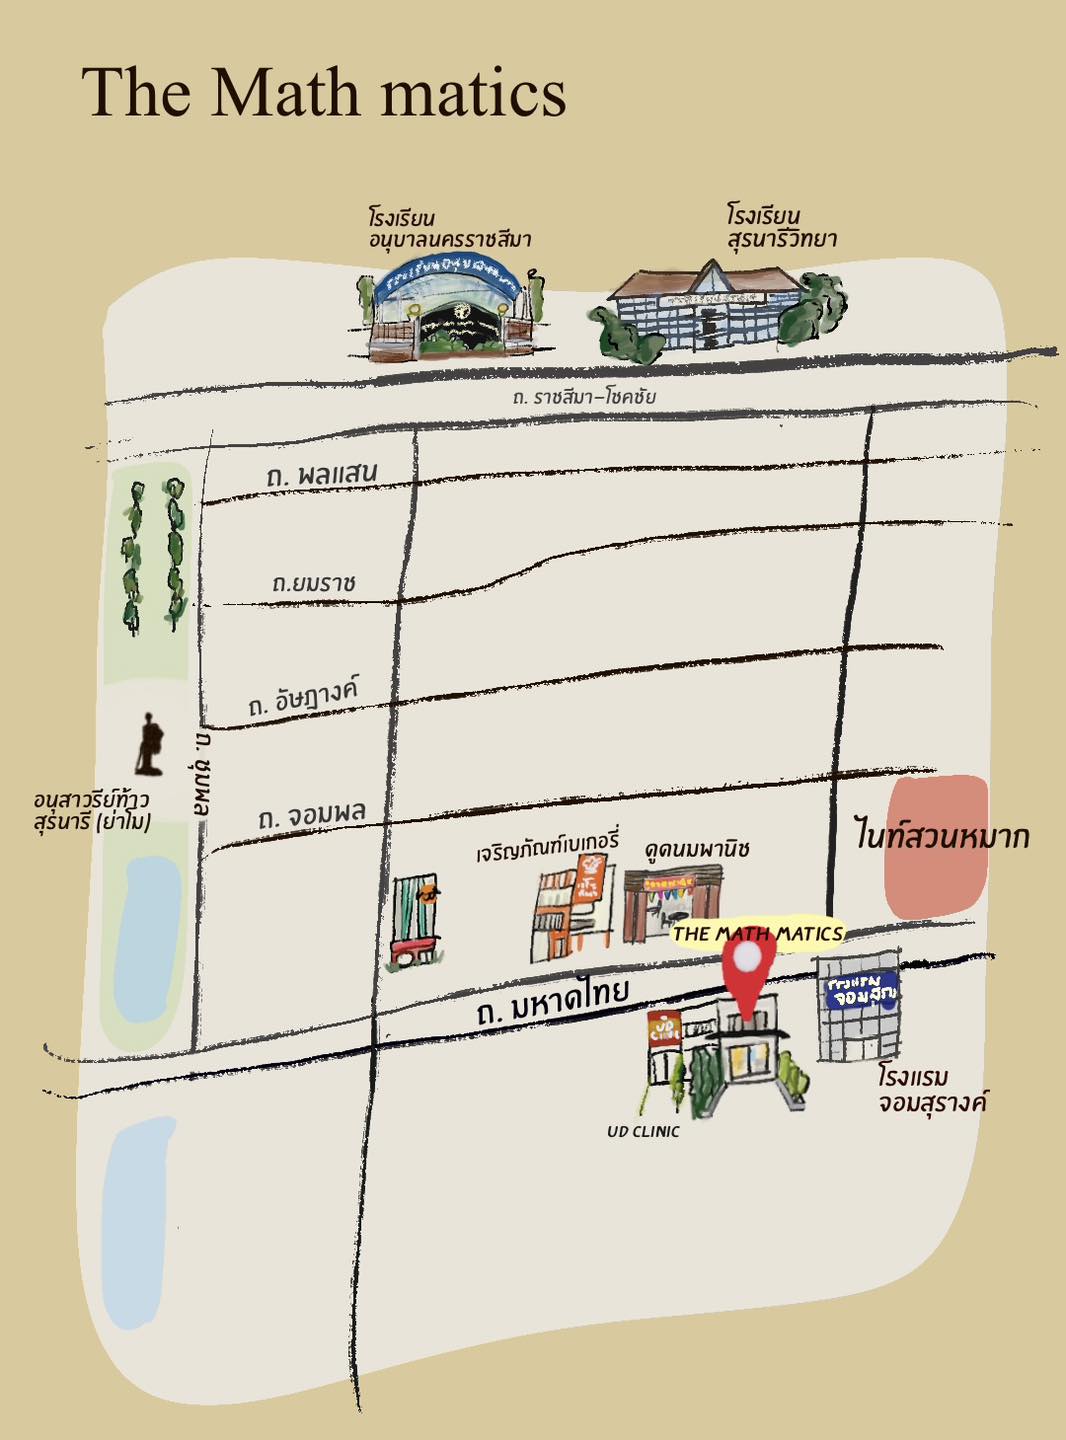 The Math matics
โรงเรียน
อนุบาลนครราชสีมา
โรงเรียน
สุรนารีวิทยา
ถ. ราชสีมา-โชคชัย
ถ. พลแสน
ถ.ยมราช
ถ. อัษฎางค์
ถ. ชุมพล
อนุสาวรีย์ท้าว
สุรนารี (ย่าโม)
ถ. จอมพล
เจริญภัณฑ์เบเกอรี่
ดูดนมพานิช
ไนท์สวนหมาก
THE MATH MATICS
ถ. มหาดไทย
UD
CLINIC
โรงแรม
จอมสุรางค์
UD CLINIC